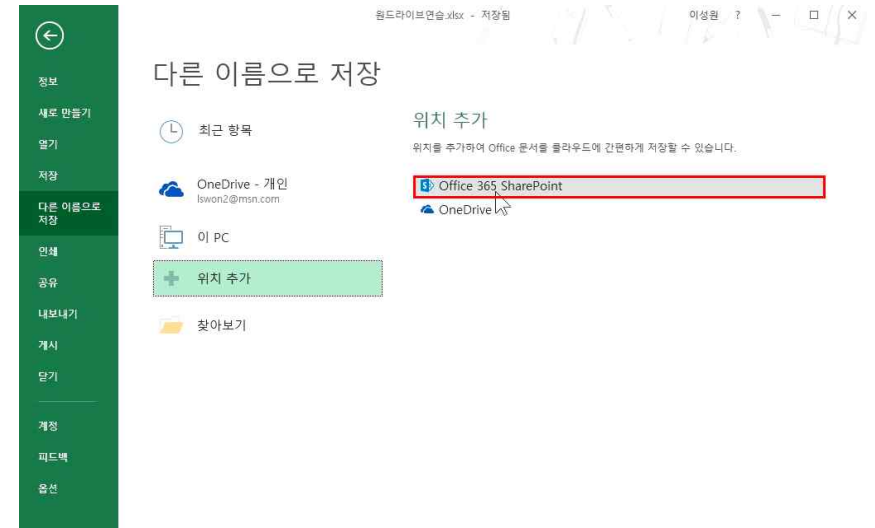 원드라이브연습.xlsx - 저장됨
이성원 ?
정보
새로 만들기
열기
저장
다른 이름으로
저장
인쇄
공유
내보내기
게시
닫기
계정
피드백
옵션
다른 이름으로 저장
최근 항목
OneDrive - 개인
lswon2@msn.com
이 PC
위치 추가
찾아보기
위치 추가
위치를 추가하여 Office 문서를 클라우드에 간편하게 저장할 수 있습니다.
Office 365 SharePoint
OneDrive